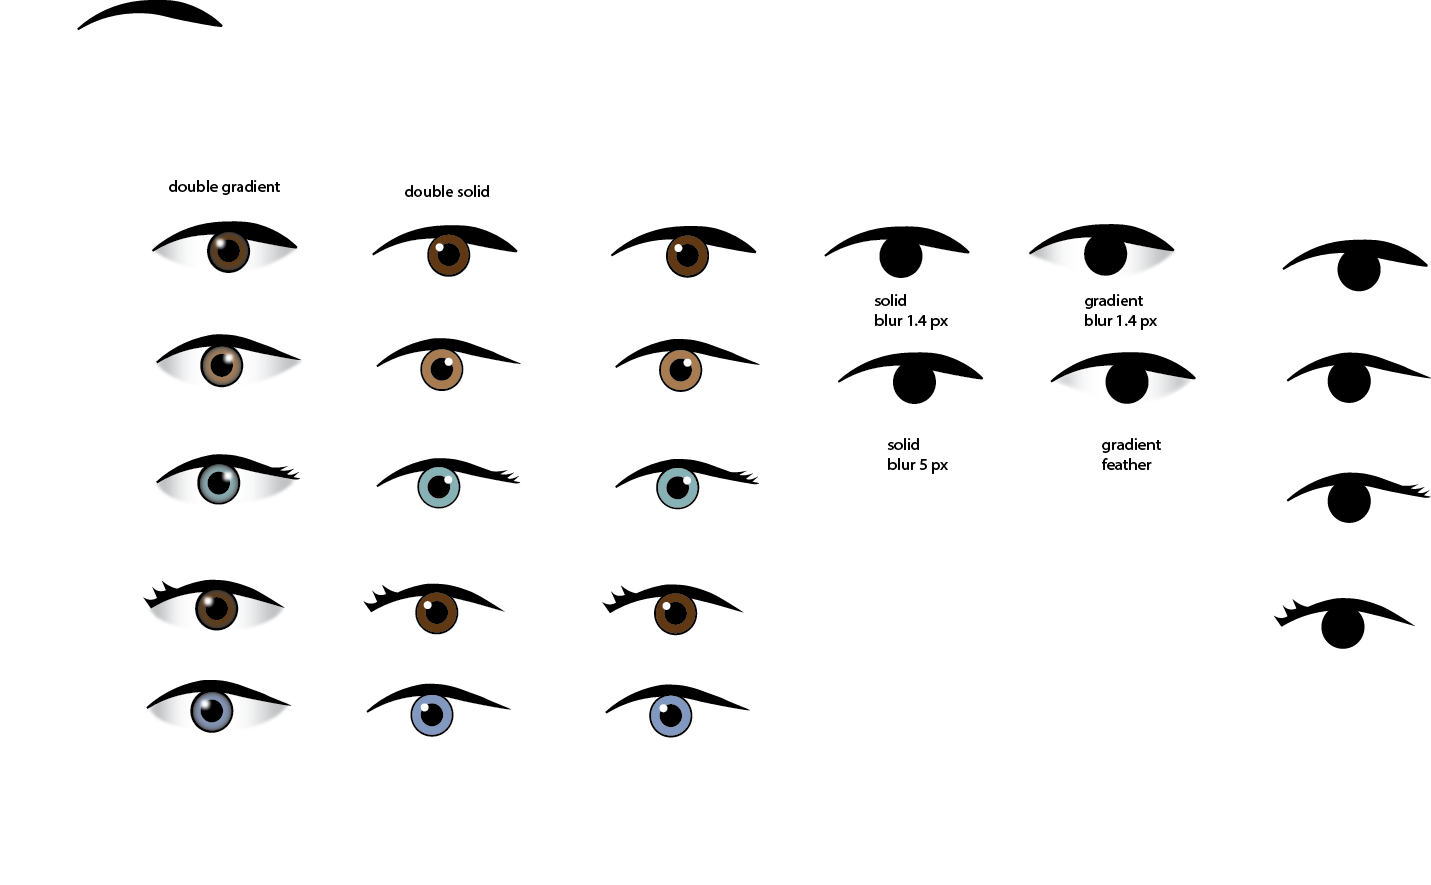 double gradient
double solid
solid
blur 1.4 px
gradient
blur 1.4 px
solid
blur 5 px
gradient
feather